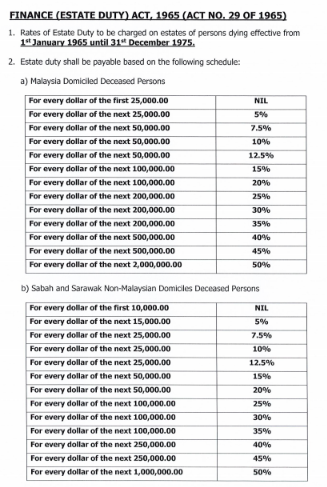 FINANCE (ESTATE DUTY) ACT, 1965 (ACT NO. 29 OF 1965)
1. Rates of Estate Duty to be charged on estates of persons dying effective from
1st January 1965 until 31st December 1975.
2. Estate duty shall be payable based on the following schedule:
a) Malaysia Domiciled Deceased Persons
For every dollar of the first 25,000.00 NIL
For every dollar of the next 25,000.00 5%
For every dollar of the next 50,000.00 7.5%
For every dollar of the next 50,000.00 10%
For every dollar of the next 50,000.00 12.5%
For every dollar of the next 100,000.00 15%
For every dollar of the next 100,000.00 20%
For every dollar of the next 200,000.00 25%
For every dollar of the next 200,000.00 30%
For every dollar of the next 200,000.00 35%
For every dollar of the next 500,000.00 40%
For every dollar of the next 500,000.00 45%
For every dollar of the next 2,000,000.00 50%
b) Sabah and Sarawak Non-Malaysian Domiciles Deceased Persons
For every dollar of the first 10,000.00 NIL
For every dollar of the next 15,000.00 5%
For every dollar of the next 25,000.00 7.5%
For every dollar of the next 25,000.00 10%
For every dollar of the next 25,000.00 12.5%
For every dollar of the next 50,000.00 15%
For every dollar of the next 50,000.00 20%
For every dollar of the next 100,000.00 25%
For every dollar of the next 100,000.00 30%
For every dollar of the next 100,000.00 35%
For every dollar of the next 250,000.00 40%
For every dollar of the next 250,000.00 45%
For every dollar of the next 1,000,000.00 50%